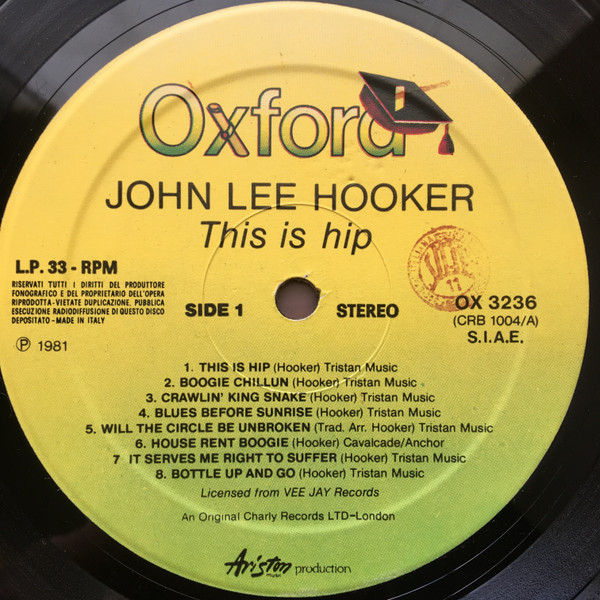 Oxford
JOHN LEE HOOKER
This is hip
L.P. 33 - RPM
RISERVATI TUTTI I DIRITTI DEL PRODUTTORE
FONOGRAFICO E DEL PROPRIETARIO DELL'OPERA
RIPRODOTTA - VIETATE DUPLICAZIONE, PUBBLICA
ESECUZIONE RADIODIFFUSIONE DI QUESTO DISCO
DEPOSITATO - MADE IN ITALY
℗ 1981
SIDE 1
STEREO
OX 3236
(CRB 1004/A)
S.I.A.E.
1. THIS IS HIP (Hooker) Tristan Music
2. BOOGIE CHILLUN (Hooker) Tristan Music
3. CRAWLIN' KING SNAKE (Hooker) Tristan Music
4. BLUES BEFORE SUNRISE (Hooker) Tristan Music
5. WILL THE CIRCLE BE UNBROKEN (Trad. Arr. Hooker) Tristan Music
6. HOUSE RENT BOOGIE (Hooker) Cavalcade/Anchor
7 IT SERVES ME RIGHT TO SUFFER (Hooker) Tristan Music
8. BOTTLE UP AND GO (Hooker) Tristan Music
Licensed from VEE JAY Records
An Original Charly Records LTD-London
Ariston music production